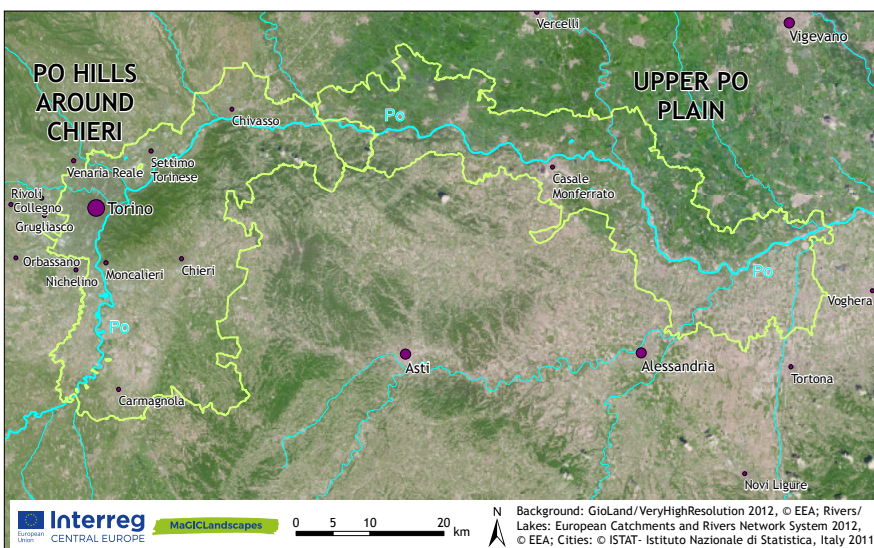 PO HILLS
AROUND
CHIERI
UPPER PO
PLAIN
Vercelli
Vigevano
Chivasso
Po
Settimo
Torinese
Venaria Reale
Casale
Monferrato
Rivoli
Collegno
Torino
Grugliasco
Orbassano
Moncalieri
Chieri
Nichelino
Po
Voghera
Po
Asti
Alessandria
Tortona
Carmagnola
Novi Ligure
European
Union
Interreg
CENTRAL EUROPE
MaGICLandscapes
0 5 10 20
km
N
Background: GioLand/VeryHighResolution 2012, © EEA; Rivers/
Lakes: European Catchments and Rivers Network System 2012,
© EEA; Cities: © ISTAT- Istituto Nazionale di Statistica, Italy 2011